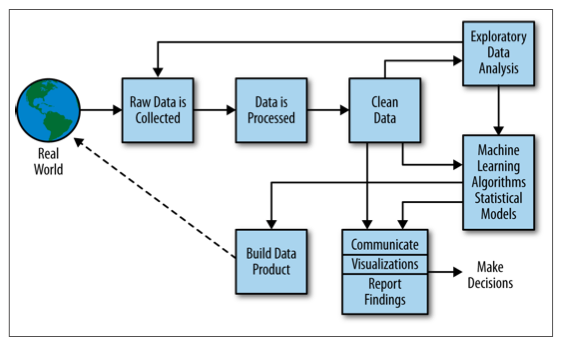 Exploratory
Data
Analysis
Raw Data is
Collected
Data is
Processed
Clean
Data
Real
World
Machine
Learning
Algorithms
Statistical
Models
Build Data
Product
Communicate
Visualizations
Report
Findings
Make
Decisions